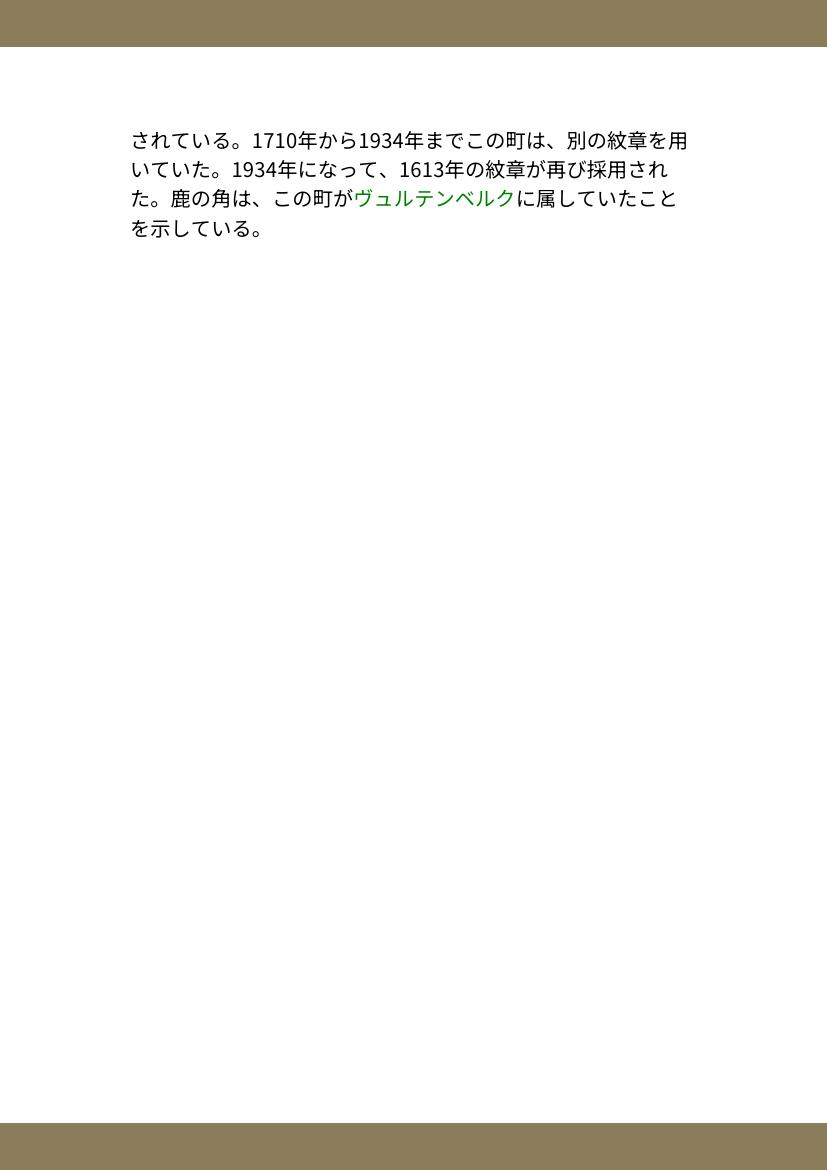 されている。1710年から1934年までこの町は、別の紋章を用
いていた。1934年になって、1613年の紋章が再び採用され
た。鹿の角は、この町がヴュルテンベルクに属していたこと
を示している。